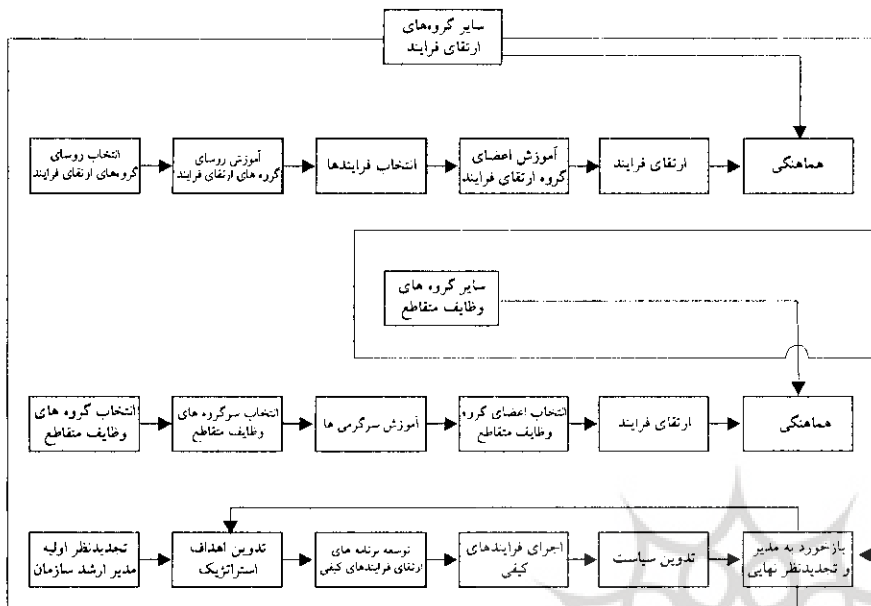 سایر گروه‌های
ارتقای فرایند
انتخاب روسای
گروه‌های ارتقای فرایند
آموزش روسای
گروه های ارتقای فرایند
انتخاب فرایندها
آموزش اعضای
گروه ارتقای فرایند
ارتقای فرایند
هماهنگی
سایر گروه های
وظایف متقاطع
انتخاب گروه های
وظایف متقاطع
انتخاب سرگروه های
وظایف متقاطع
آموزش سرگرمی ها
انتخاب اعضای گروه
وظایف متقاطع
ارتقای فرایند
هماهنگی
تجدیدنظر اولیه
مدیر ارشد سازمان
تدوین اهداف
استراتژیک
توسعه برنامه های
ارتقای فرایندهای کیفی
اجرای فرایندهای
کیفی
تدوین سیاست
بازخورد به مدیر
و تجدیدنظر نهایی